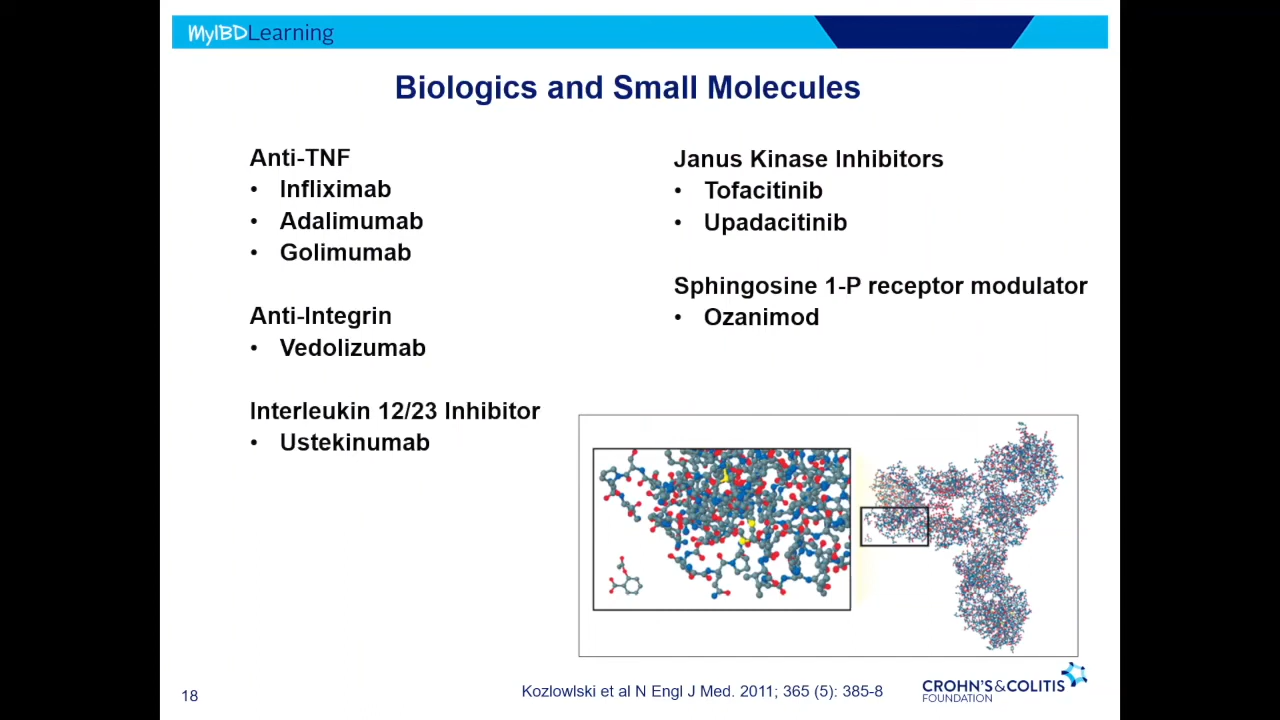 MyIBDLearning
Biologics and Small Molecules
Anti-TNF
• Infliximab
• Adalimumab
• Golimumab
Anti-Integrin
• Vedolizumab
Interleukin 12/23 Inhibitor
• Ustekinumab
Janus Kinase Inhibitors
• Tofacitinib
• Upadacitinib
Sphingosine 1-P receptor modulator
• Ozanimod
18
Kozlowlski et al N Engl J Med. 2011; 365 (5): 385-8
CROHN'S&COLITIS
FOUNDATION